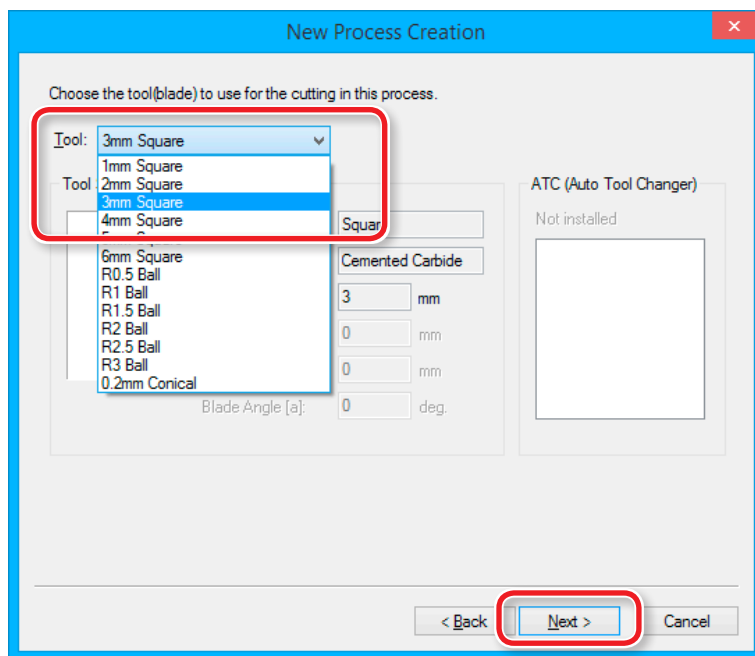 New Process Creation
Choose the tool(blade) to use for the cutting in this process.
Tool: 3mm Square
1mm Square
2mm Square
3mm Square
4mm Square
6mm Square
R0.5 Ball
R1 Ball
R1.5 Ball
R2 Ball
R2.5 Ball
R3 Ball
0.2mm Conical
Tool
Cemented Carbide
3 mm
0 mm
0 mm
Blade Angle [a]: 0 deg.
ATC (Auto Tool Changer)
Not installed
< Back
Next >
Cancel